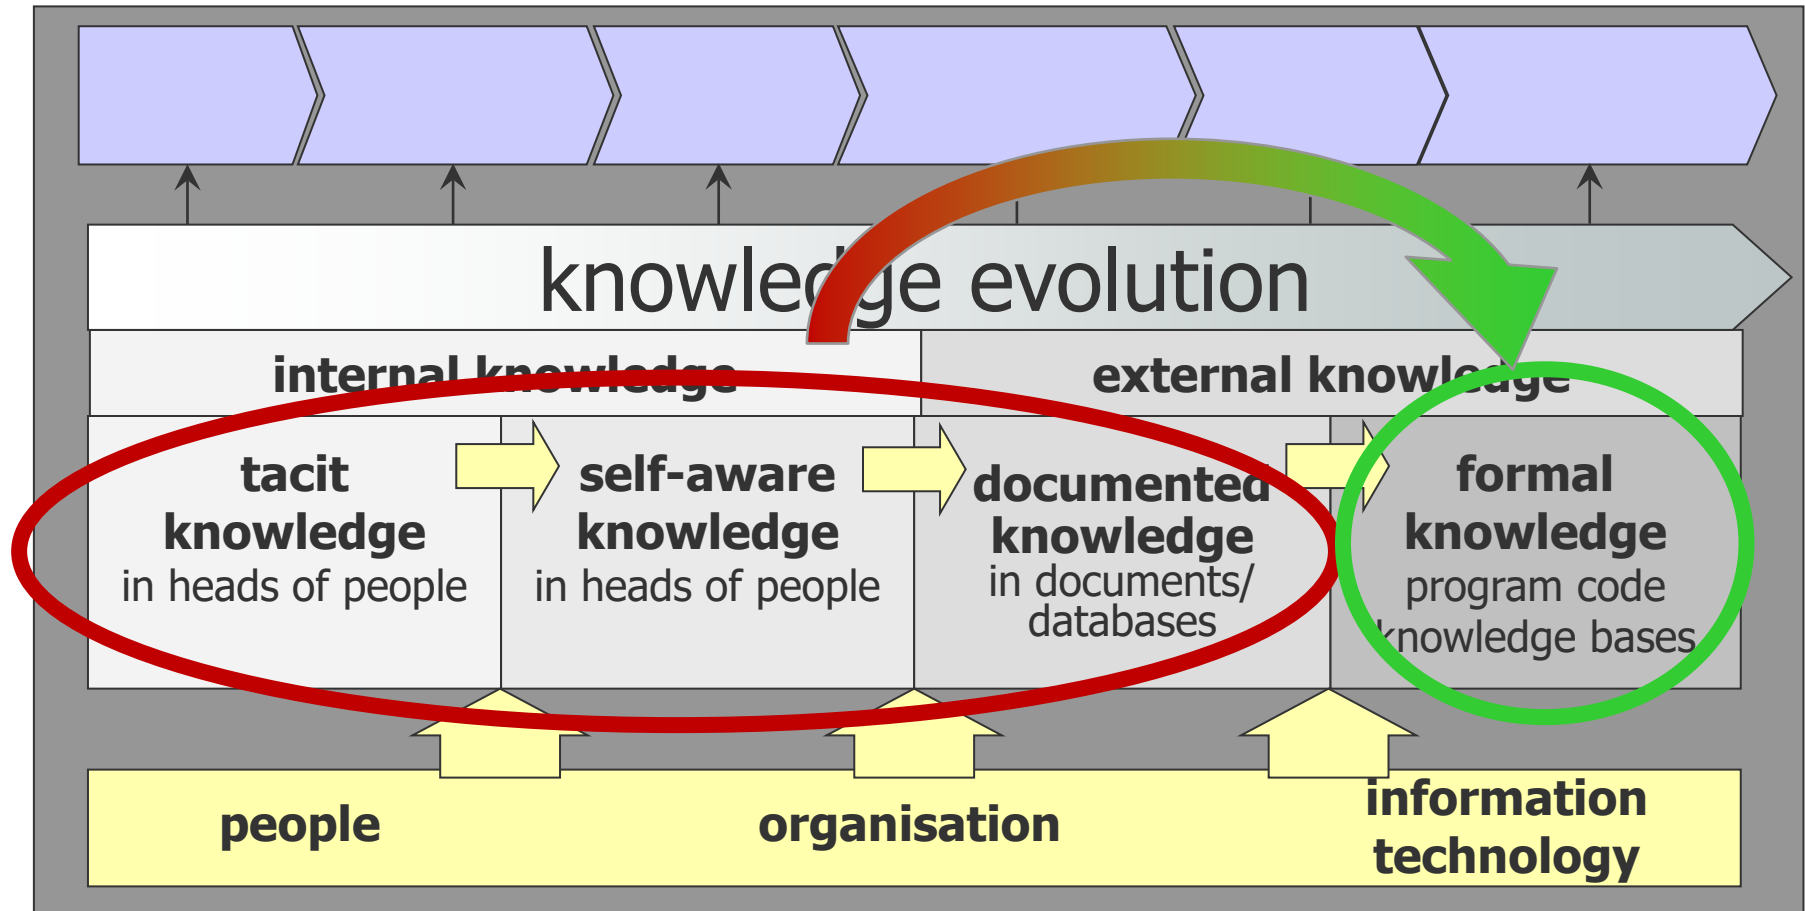 knowledge evolution
internal knowledge
external knowledge
tacit
knowledge
in heads of people
self-aware
knowledge
in heads of people
documented
knowledge
in documents/
databases
formal
knowledge
program code
knowledge bases
people
organisation
information
technology